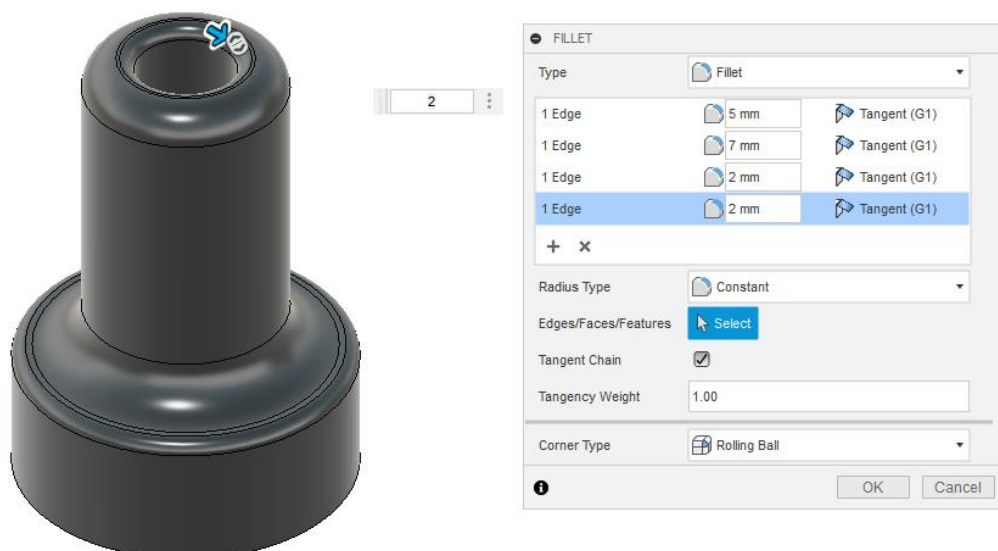 2
FILLET
Type Fillet
1 Edge 5 mm Tangent (G1)
1 Edge 7 mm Tangent (G1)
1 Edge 2 mm Tangent (G1)
1 Edge 2 mm Tangent (G1)
Radius Type Constant
Edges/Faces/Features Select
Tangent Chain
Tangency Weight 1.00
Corner Type Rolling Ball
OK Cancel